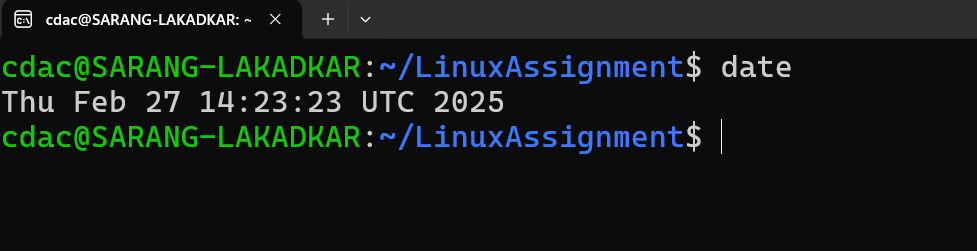 cdac@SARANG-LAKADKAR: ~
cdac@SARANG-LAKADKAR:~/LinuxAssignment$ date
Thu Feb 27 14:23:23 UTC 2025
cdac@SARANG-LAKADKAR:~/LinuxAssignment$